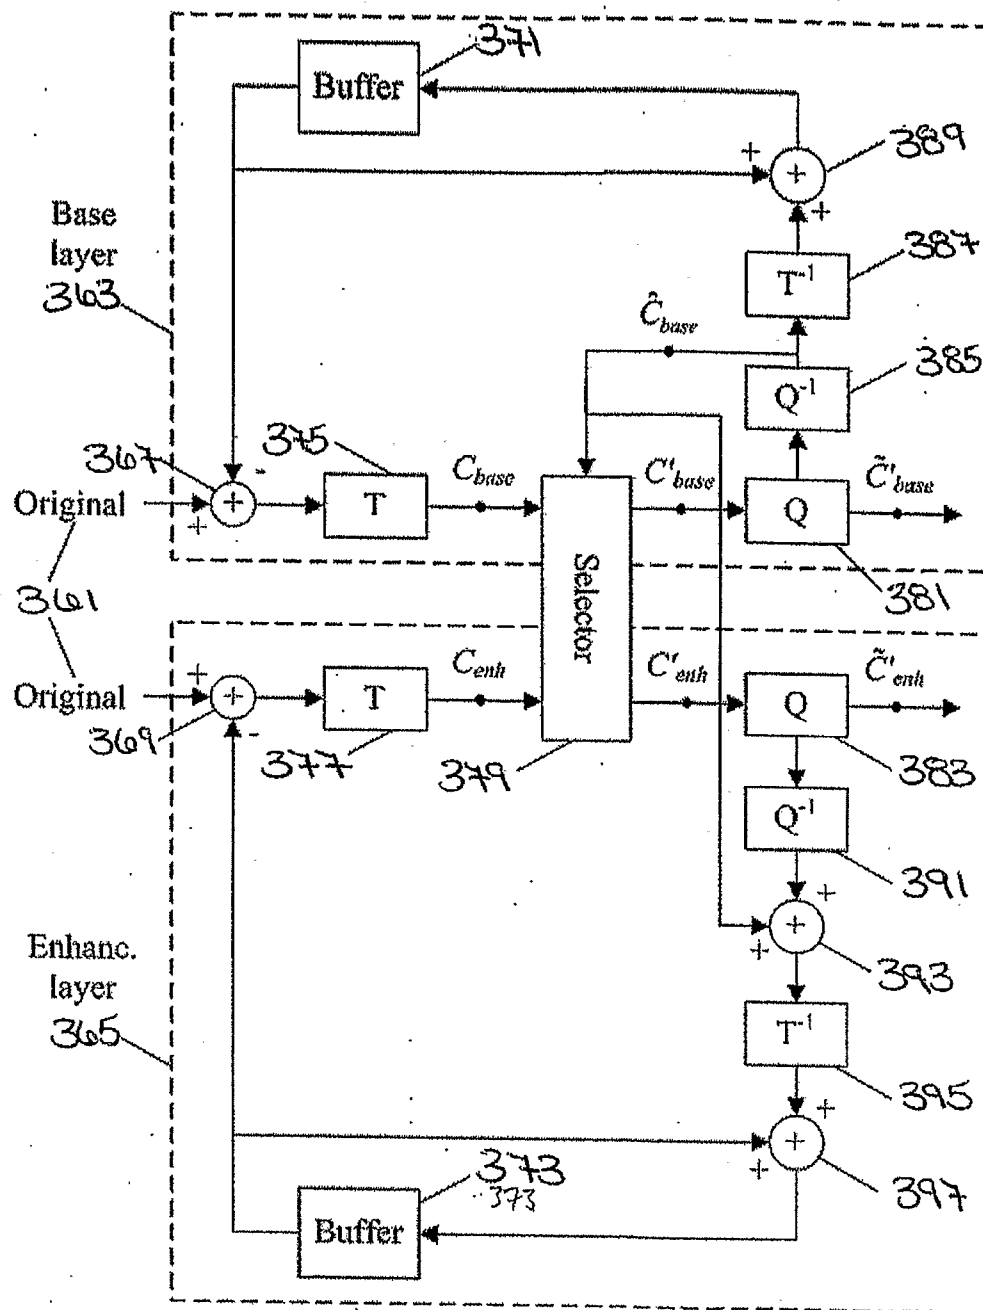 371
Buffer
389
+
+
+
Base
layer
363
387
T⁻¹
Ĉbase
385
Q⁻¹
375
367
-
Cbase
C'base
C̃'base
Original
+
+
T
Q
Selector
361
381
Cenh
C'enh
C̃'enh
+
Original
+
T
Q
369
-
377
379
383
Q⁻¹
391
+
+
+
393
Enhanc.
layer
365
T⁻¹
395
+
+
+
373
373
397
Buffer